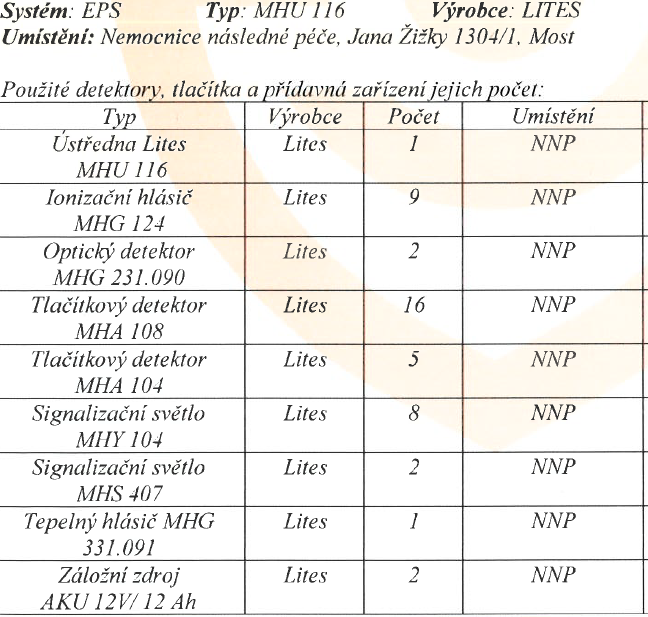 Systém: EPS Typ: MHU 116 Výrobce: LITES
Umístění: Nemocnice následné péče, Jana Žižky 1304/1, Most
Použité detektory, tlačítka a přídavná zařízení jejich počet:
Typ Výrobce Počet Umístění
Ústředna Lites Lites 1 NNP
MHU 116
Ionizační hlásič Lites 9 NNP
MHG 124
Optický detektor Lites 2 NNP
MHG 231.090
Tlačítkový detektor Lites 16 NNP
MHA 108
Tlačítkový detektor Lites 5 NNP
MHA 104
Signalizační světlo Lites 8 NNP
MHY 104
Signalizační světlo Lites 2 NNP
MHS 407
Tepelný hlásič MHG Lites 1 NNP
331.091
Záložní zdroj Lites 2 NNP
AKU 12V/ 12 Ah